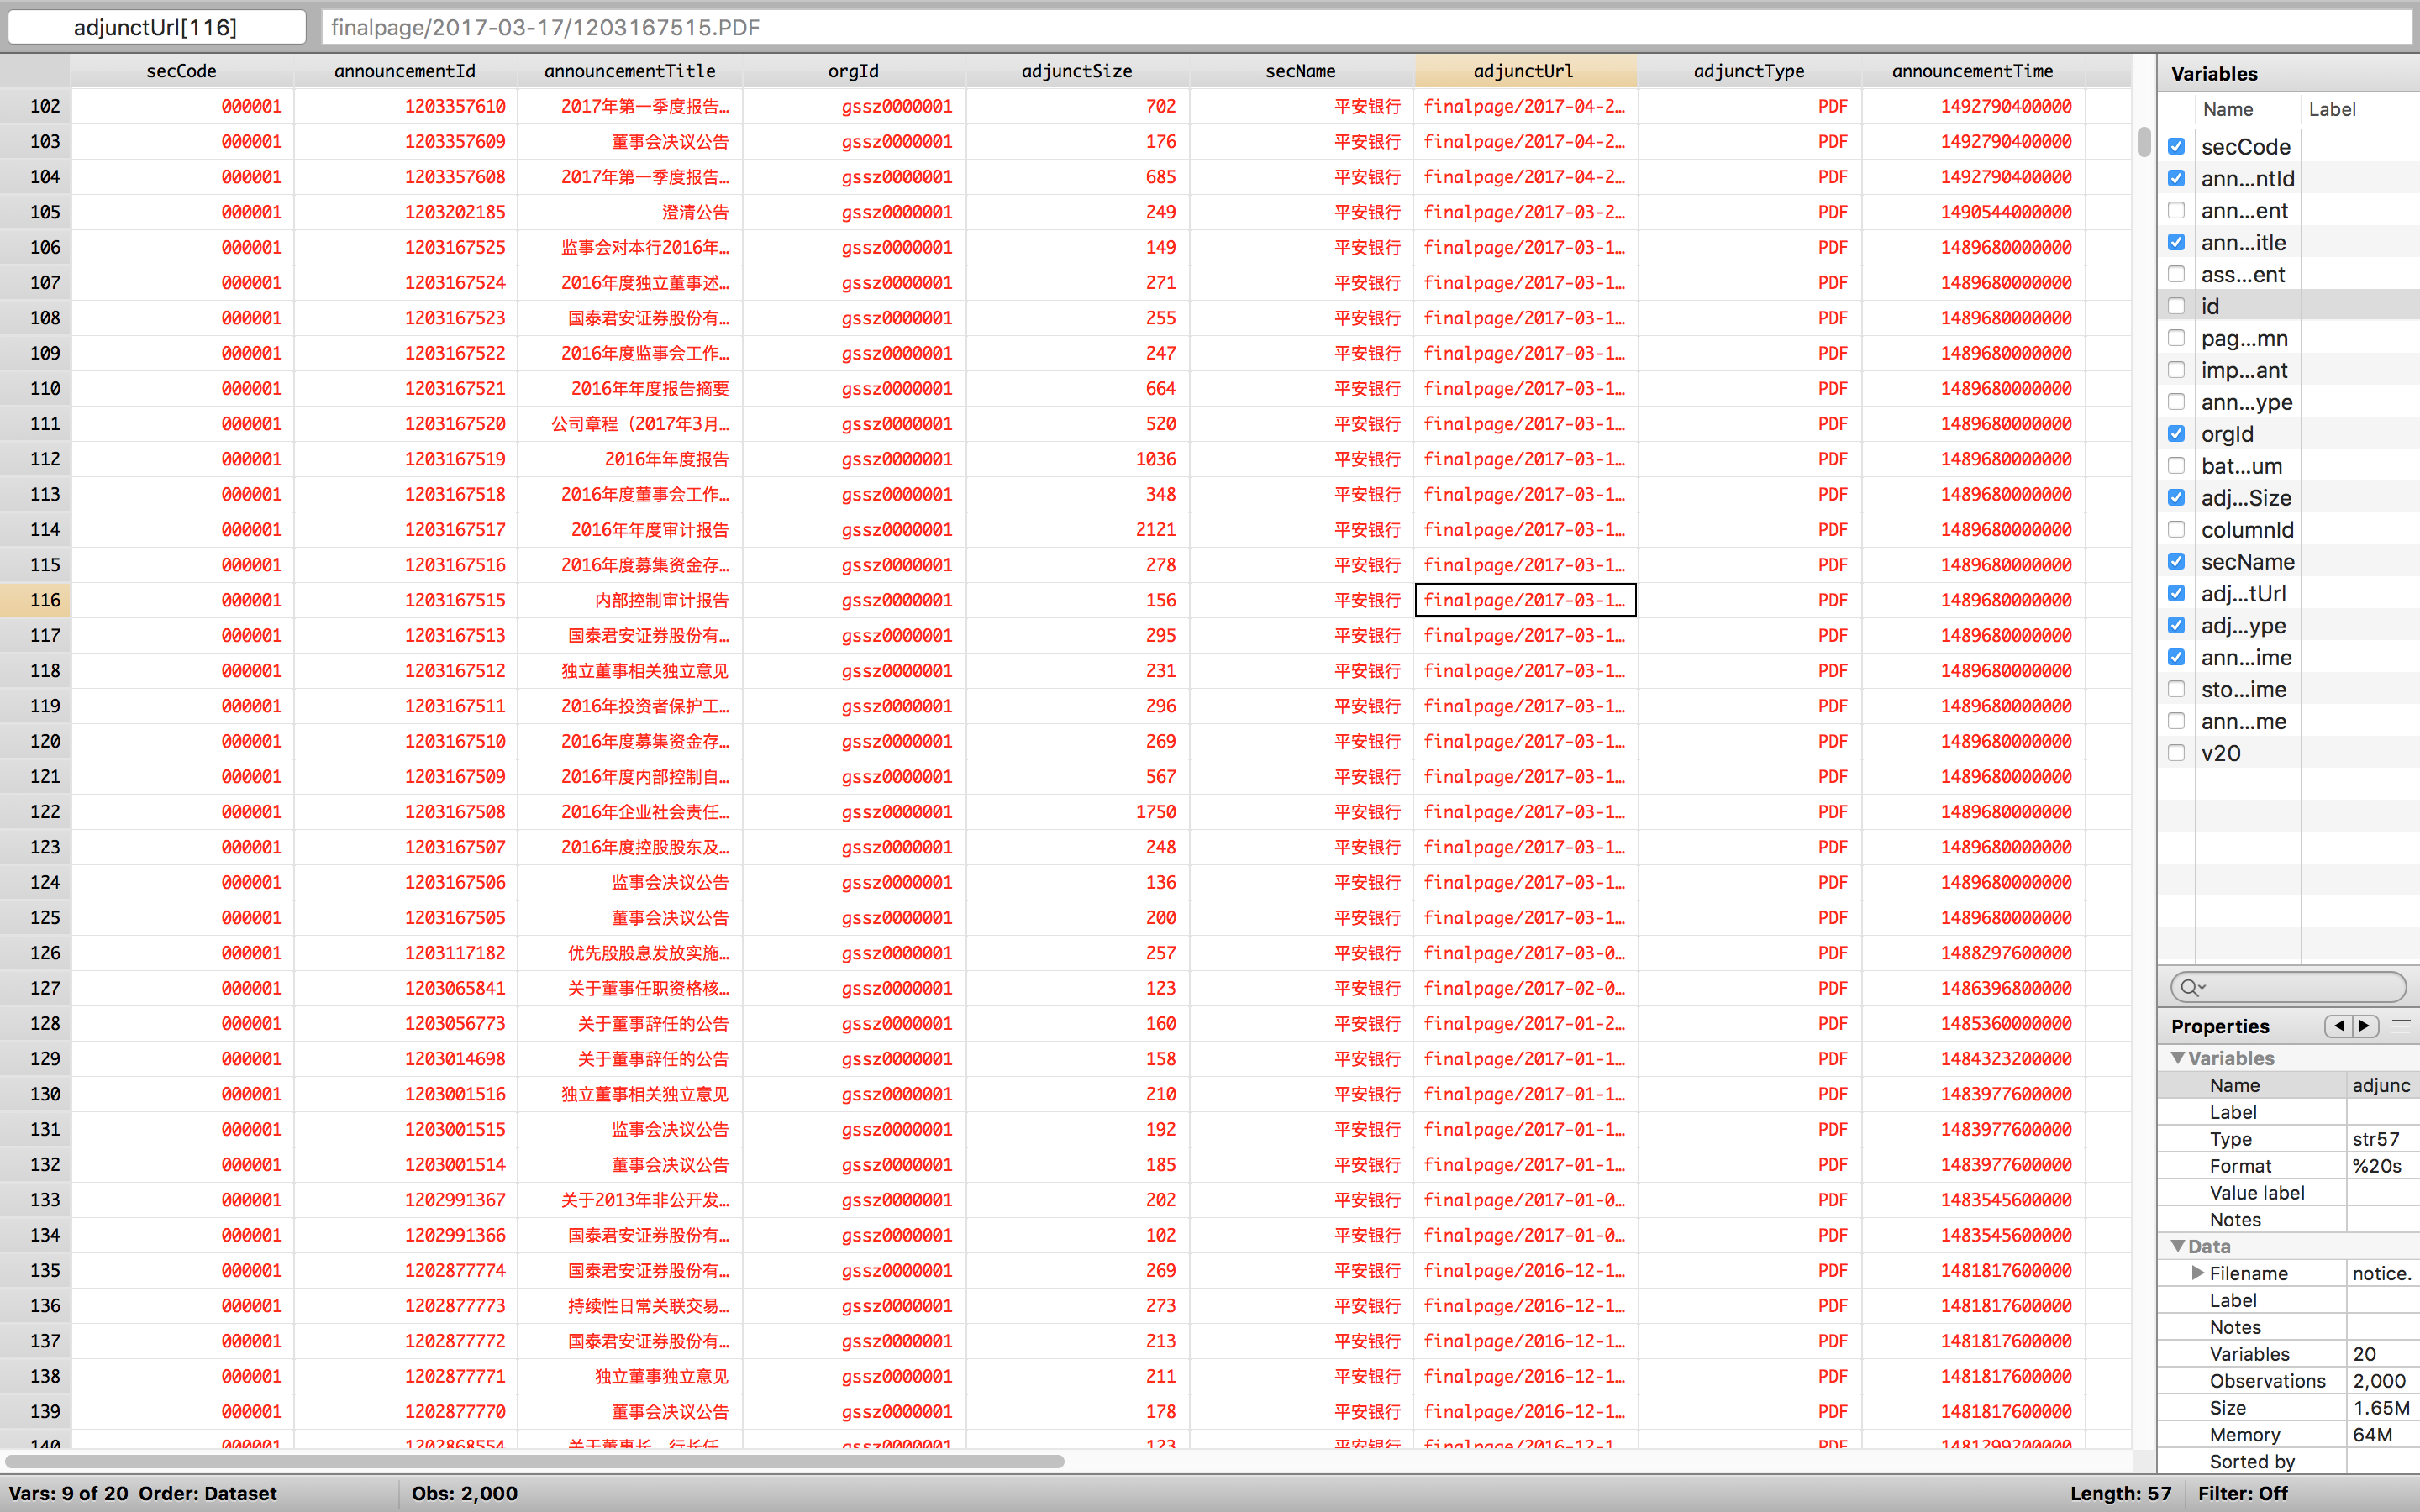 adjunctUrl[116] finalpage/2017-03-17/1203167515.PDF
secCode announcementId announcementTitle orgId adjunctSize secName adjunctUrl adjunctType announcementTime
102 000001 1203357610 2017年第一季度报告... gssz0000001 702 平安银行 finalpage/2017-04-2... PDF 1492790400000
103 000001 1203357609 董事会决议公告 gssz0000001 176 平安银行 finalpage/2017-04-2... PDF 1492790400000
104 000001 1203357608 2017年第一季度报告... gssz0000001 685 平安银行 finalpage/2017-04-2... PDF 1492790400000
105 000001 1203202185 澄清公告 gssz0000001 249 平安银行 finalpage/2017-03-2... PDF 1490544000000
106 000001 1203167525 监事会对本行2016年... gssz0000001 149 平安银行 finalpage/2017-03-1... PDF 1489680000000
107 000001 1203167524 2016年度独立董事述... gssz0000001 271 平安银行 finalpage/2017-03-1... PDF 1489680000000
108 000001 1203167523 国泰君安证券股份有... gssz0000001 255 平安银行 finalpage/2017-03-1... PDF 1489680000000
109 000001 1203167522 2016年度监事会工作... gssz0000001 247 平安银行 finalpage/2017-03-1... PDF 1489680000000
110 000001 1203167521 2016年年度报告摘要 gssz0000001 664 平安银行 finalpage/2017-03-1... PDF 1489680000000
111 000001 1203167520 公司章程（2017年3月... gssz0000001 520 平安银行 finalpage/2017-03-1... PDF 1489680000000
112 000001 1203167519 2016年年度报告 gssz0000001 1036 平安银行 finalpage/2017-03-1... PDF 1489680000000
113 000001 1203167518 2016年度董事会工作... gssz0000001 348 平安银行 finalpage/2017-03-1... PDF 1489680000000
114 000001 1203167517 2016年年度审计报告 gssz0000001 2121 平安银行 finalpage/2017-03-1... PDF 1489680000000
115 000001 1203167516 2016年度募集资金存... gssz0000001 278 平安银行 finalpage/2017-03-1... PDF 1489680000000
116 000001 1203167515 内部控制审计报告 gssz0000001 156 平安银行 finalpage/2017-03-1... PDF 1489680000000
117 000001 1203167513 国泰君安证券股份有... gssz0000001 295 平安银行 finalpage/2017-03-1... PDF 1489680000000
118 000001 1203167512 独立董事相关独立意见 gssz0000001 231 平安银行 finalpage/2017-03-1... PDF 1489680000000
119 000001 1203167511 2016年投资者保护工... gssz0000001 296 平安银行 finalpage/2017-03-1... PDF 1489680000000
120 000001 1203167510 2016年度募集资金存... gssz0000001 269 平安银行 finalpage/2017-03-1... PDF 1489680000000
121 000001 1203167509 2016年度内部控制自... gssz0000001 567 平安银行 finalpage/2017-03-1... PDF 1489680000000
122 000001 1203167508 2016年企业社会责任... gssz0000001 1750 平安银行 finalpage/2017-03-1... PDF 1489680000000
123 000001 1203167507 2016年度控股股东及... gssz0000001 248 平安银行 finalpage/2017-03-1... PDF 1489680000000
124 000001 1203167506 监事会决议公告 gssz0000001 136 平安银行 finalpage/2017-03-1... PDF 1489680000000
125 000001 1203167505 董事会决议公告 gssz0000001 200 平安银行 finalpage/2017-03-1... PDF 1489680000000
126 000001 1203117182 优先股股息发放实施... gssz0000001 257 平安银行 finalpage/2017-03-0... PDF 1488297600000
127 000001 1203065841 关于董事任职资格核... gssz0000001 123 平安银行 finalpage/2017-02-0... PDF 1486396800000
128 000001 1203056773 关于董事辞任的公告 gssz0000001 160 平安银行 finalpage/2017-01-2... PDF 1485360000000
129 000001 1203014698 关于董事辞任的公告 gssz0000001 158 平安银行 finalpage/2017-01-1... PDF 1484323200000
130 000001 1203001516 独立董事相关独立意见 gssz0000001 210 平安银行 finalpage/2017-01-1... PDF 1483977600000
131 000001 1203001515 监事会决议公告 gssz0000001 192 平安银行 finalpage/2017-01-1... PDF 1483977600000
132 000001 1203001514 董事会决议公告 gssz0000001 185 平安银行 finalpage/2017-01-1... PDF 1483977600000
133 000001 1202991367 关于2013年非公开发... gssz0000001 202 平安银行 finalpage/2017-01-0... PDF 1483545600000
134 000001 1202991366 国泰君安证券股份有... gssz0000001 102 平安银行 finalpage/2017-01-0... PDF 1483545600000
135 000001 1202877774 国泰君安证券股份有... gssz0000001 269 平安银行 finalpage/2016-12-1... PDF 1481817600000
136 000001 1202877773 持续性日常关联交易... gssz0000001 273 平安银行 finalpage/2016-12-1... PDF 1481817600000
137 000001 1202877772 国泰君安证券股份有... gssz0000001 213 平安银行 finalpage/2016-12-1... PDF 1481817600000
138 000001 1202877771 独立董事独立意见 gssz0000001 211 平安银行 finalpage/2016-12-1... PDF 1481817600000
139 000001 1202877770 董事会决议公告 gssz0000001 178 平安银行 finalpage/2016-12-1... PDF 1481817600000
140 000001 1202868554 关于董事长、行长任... gssz0000001 123 平安银行 finalpage/2016-12-1... PDF 1481299200000
Variables
Name Label
secCode
ann...ntId
ann...ent
ann...itle
ass...ent
id
pag...mn
imp...ant
ann...ype
orgId
bat...um
adj...Size
columnId
secName
adj...tUrl
adj...ype
ann...ime
sto...ime
ann...me
v20
Properties
Variables
Name adjunc
Label
Type str57
Format %20s
Value label
Notes
Data
Filename notice.
Label
Notes
Variables 20
Observations 2,000
Size 1.65M
Memory 64M
Sorted by
Vars: 9 of 20 Order: Dataset Obs: 2,000 Length: 57 Filter: Off